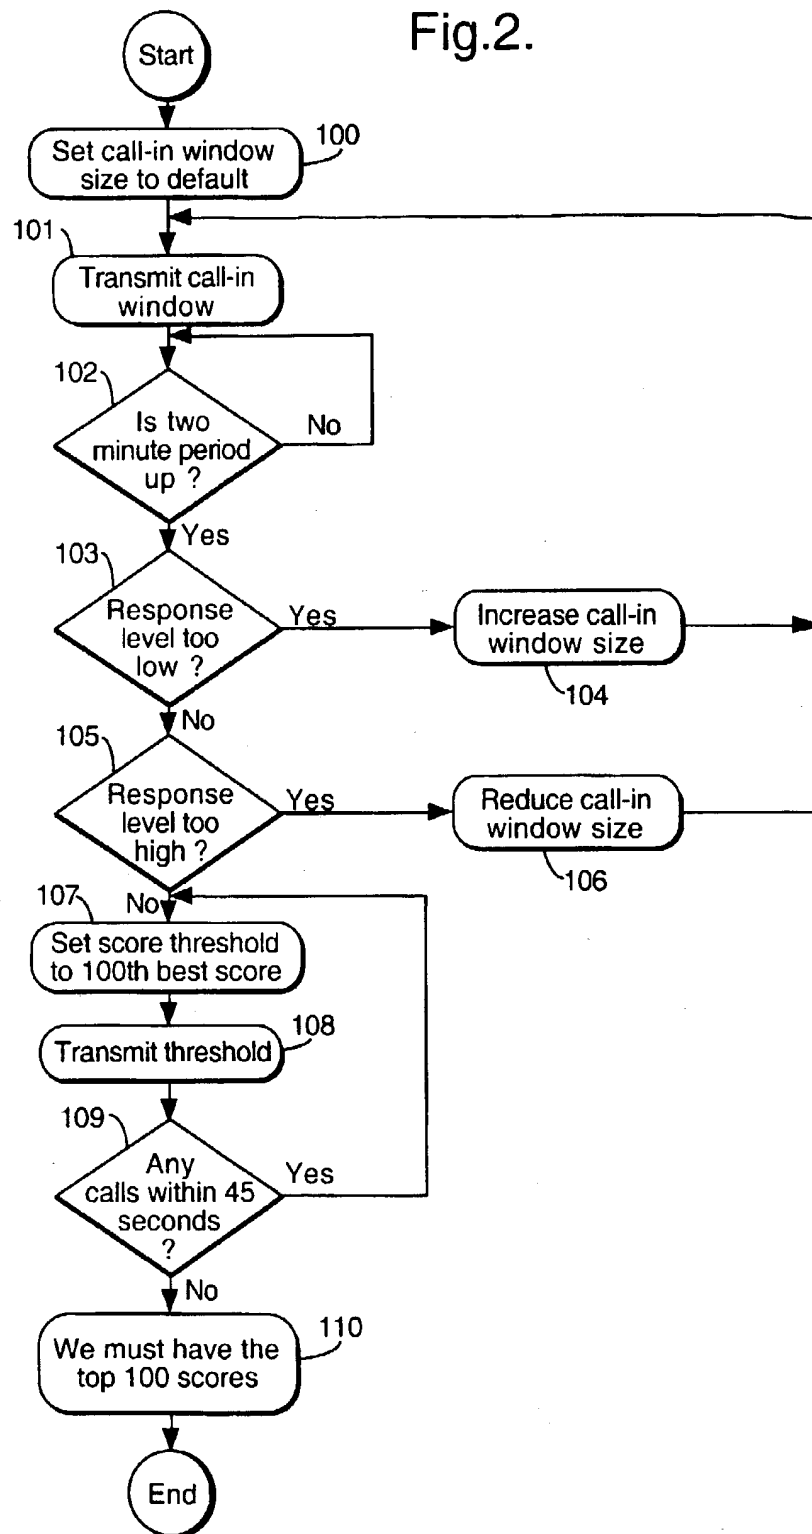 Fig.2.
Start
100
Set call-in window
size to default
101
Transmit call-in
window
102
Is two
minute period
up ?
No
Yes
103
Response
level too
low ?
Yes
Increase call-in
window size
104
No
105
Response
level too
high ?
Yes
Reduce call-in
window size
106
107
No
Set score threshold
to 100th best score
108
Transmit threshold
109
Any
calls within 45
seconds
?
Yes
No
110
We must have the
top 100 scores
End